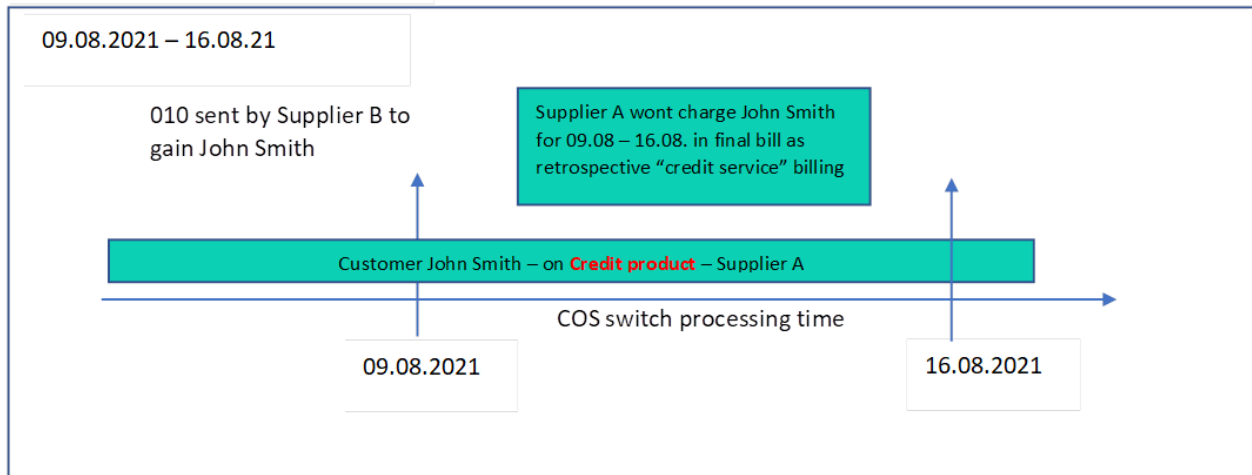 09.08.2021 – 16.08.21
010 sent by Supplier B to
gain John Smith
Supplier A wont charge John Smith
for 09.08 – 16.08. in final bill as
retrospective “credit service” billing
Customer John Smith – on Credit product – Supplier A
COS switch processing time
09.08.2021
16.08.2021